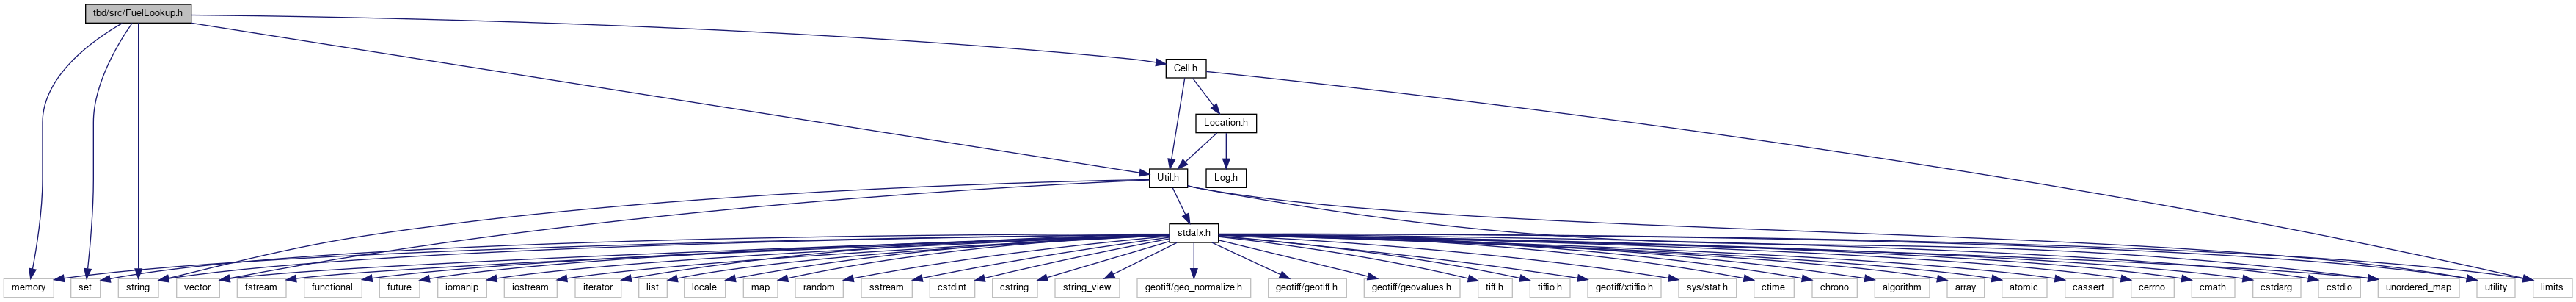 tbd/src/FuelLookup.h
Cell.h
Location.h
Util.h
Log.h
stdafx.h
memory
set
string
vector
fstream
functional
future
iomanip
iostream
iterator
list
locale
map
random
sstream
cstdint
cstring
string_view
geotiff/geo_normalize.h
geotiff/geotiff.h
geotiff/geovalues.h
tiff.h
tiffio.h
geotiff/xtiffio.h
sys/stat.h
ctime
chrono
algorithm
array
atomic
cassert
cerrno
cmath
cstdarg
cstdio
unordered_map
utility
limits